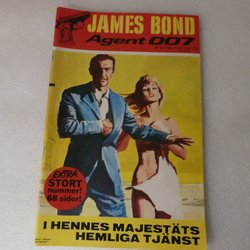 JAMES BOND
Agent 007
EXTRA
STORT
nummer!
68 sidor!
I HENNES MAJESTÄTS
HEMLIGA TJÄNST